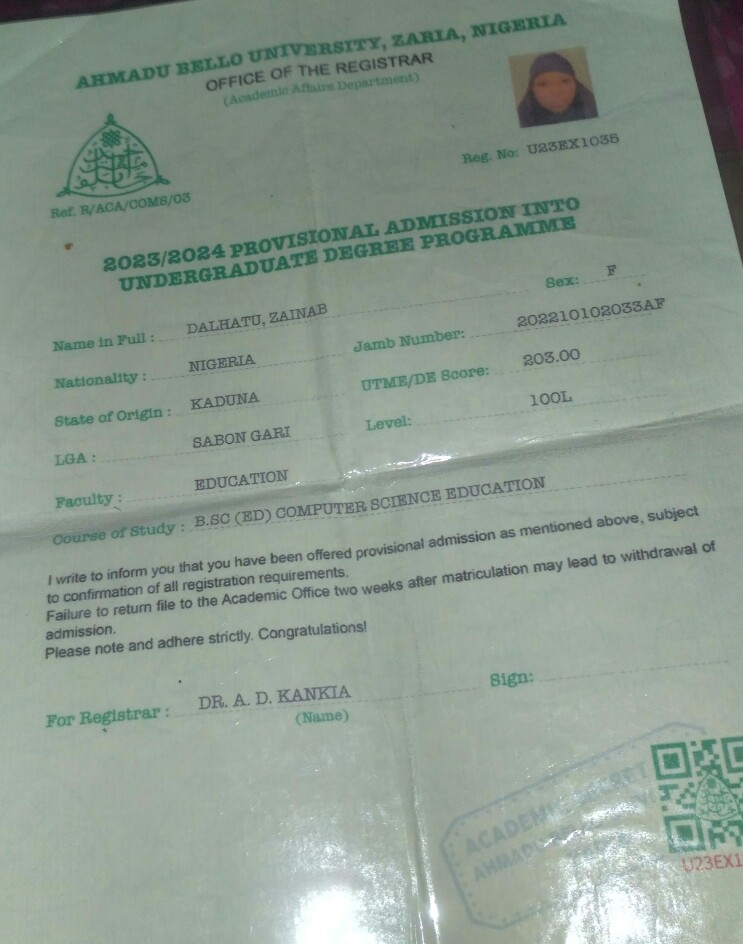 AHMADU BELLO UNIVERSITY, ZARIA, NIGERIA
OFFICE OF THE REGISTRAR
(Academic Affairs Department)
Reg. No: U23EX1035
Ref. R/ACA/COMS/03
2023/2024 PROVISIONAL ADMISSION INTO
UNDERGRADUATE DEGREE PROGRAMME
Name in Full : DALHATU, ZAINAB Sex: F
Nationality : NIGERIA Jamb Number: 202210102033AF
State of Origin : KADUNA UTME/DE Score: 203.00
LGA : SABON GARI Level: 100L
Faculty : EDUCATION
Course of Study : B.SC (ED) COMPUTER SCIENCE EDUCATION
I write to inform you that you have been offered provisional admission as mentioned above, subject
to confirmation of all registration requirements.
Failure to return file to the Academic Office two weeks after matriculation may lead to withdrawal of
admission.
Please note and adhere strictly. Congratulations!
For Registrar : DR. A. D. KANKIA Sign:
(Name)
ACADEMIC
AHMADU
U23EX1